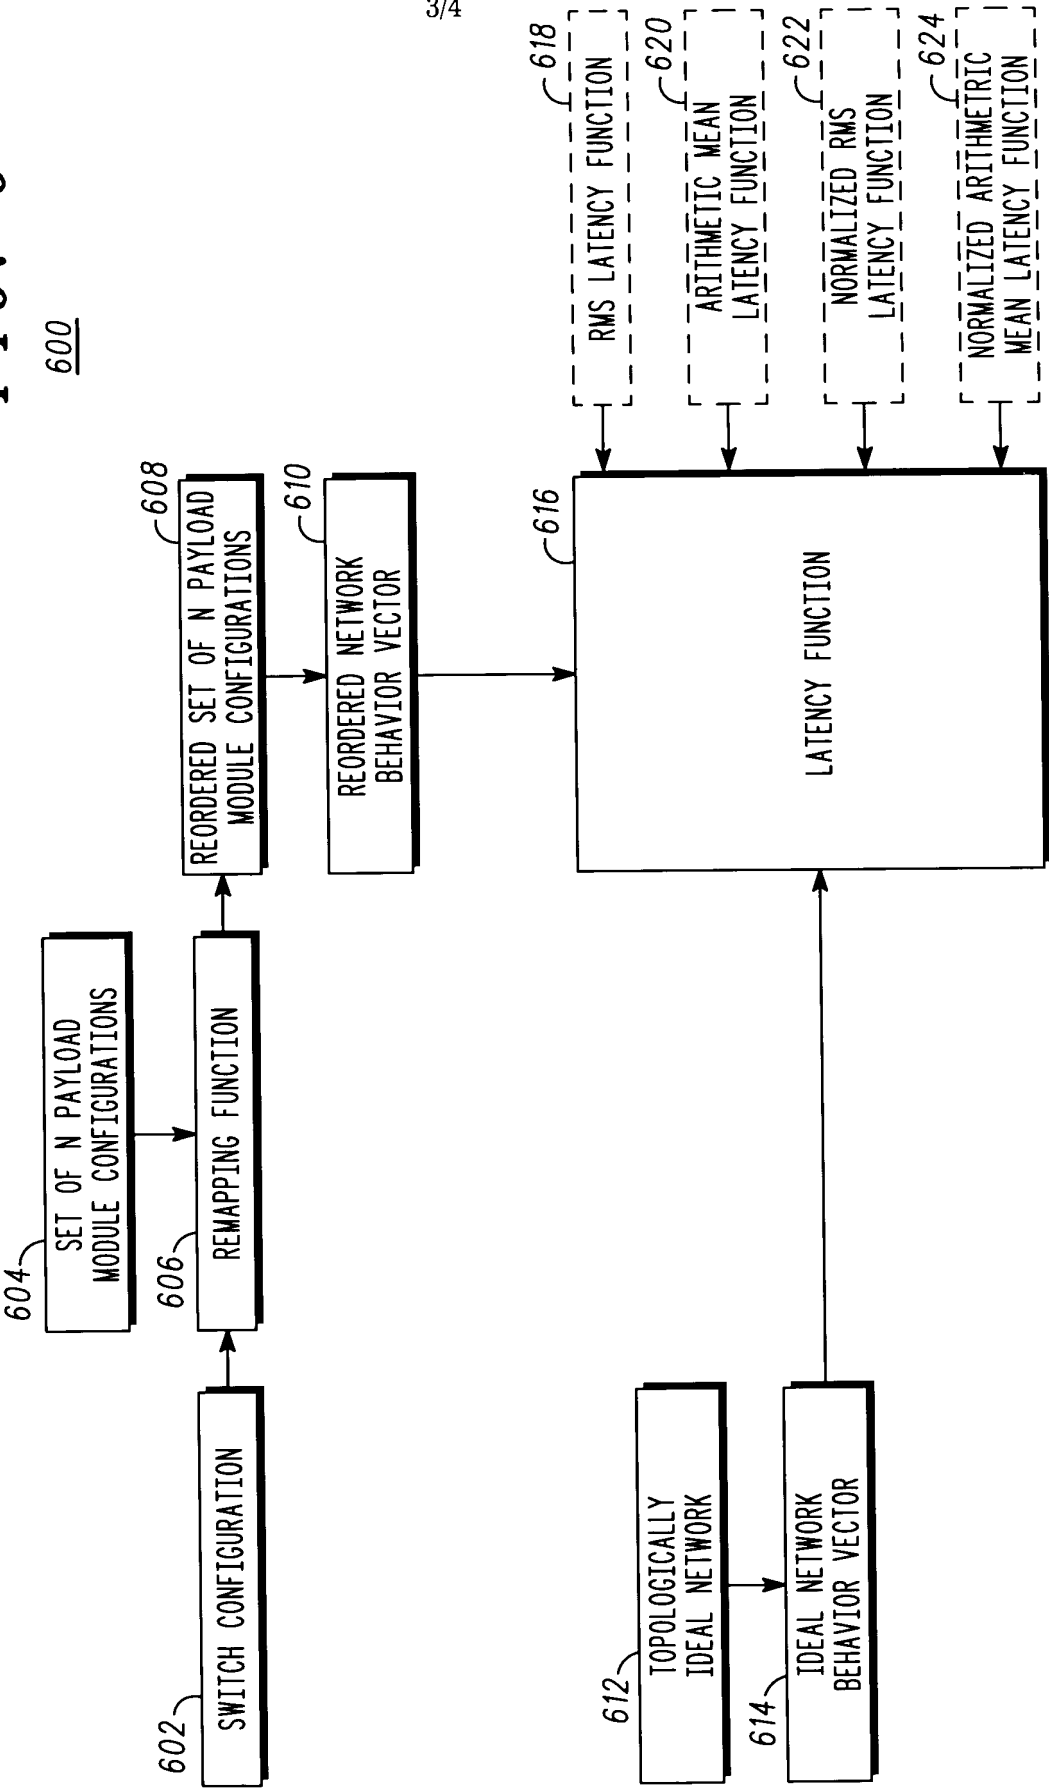 3/4
600
604
SET OF N PAYLOAD
MODULE CONFIGURATIONS
602
SWITCH CONFIGURATION
606
REMAPPING FUNCTION
608
REORDERED SET OF N PAYLOAD
MODULE CONFIGURATIONS
610
REORDERED NETWORK
BEHAVIOR VECTOR
612
TOPOLOGICALLY
IDEAL NETWORK
614
IDEAL NETWORK
BEHAVIOR VECTOR
616
LATENCY FUNCTION
618
RMS LATENCY FUNCTION
620
ARITHMETIC MEAN
LATENCY FUNCTION
622
NORMALIZED RMS
LATENCY FUNCTION
624
NORMALIZED ARITHMETRIC
MEAN LATENCY FUNCTION